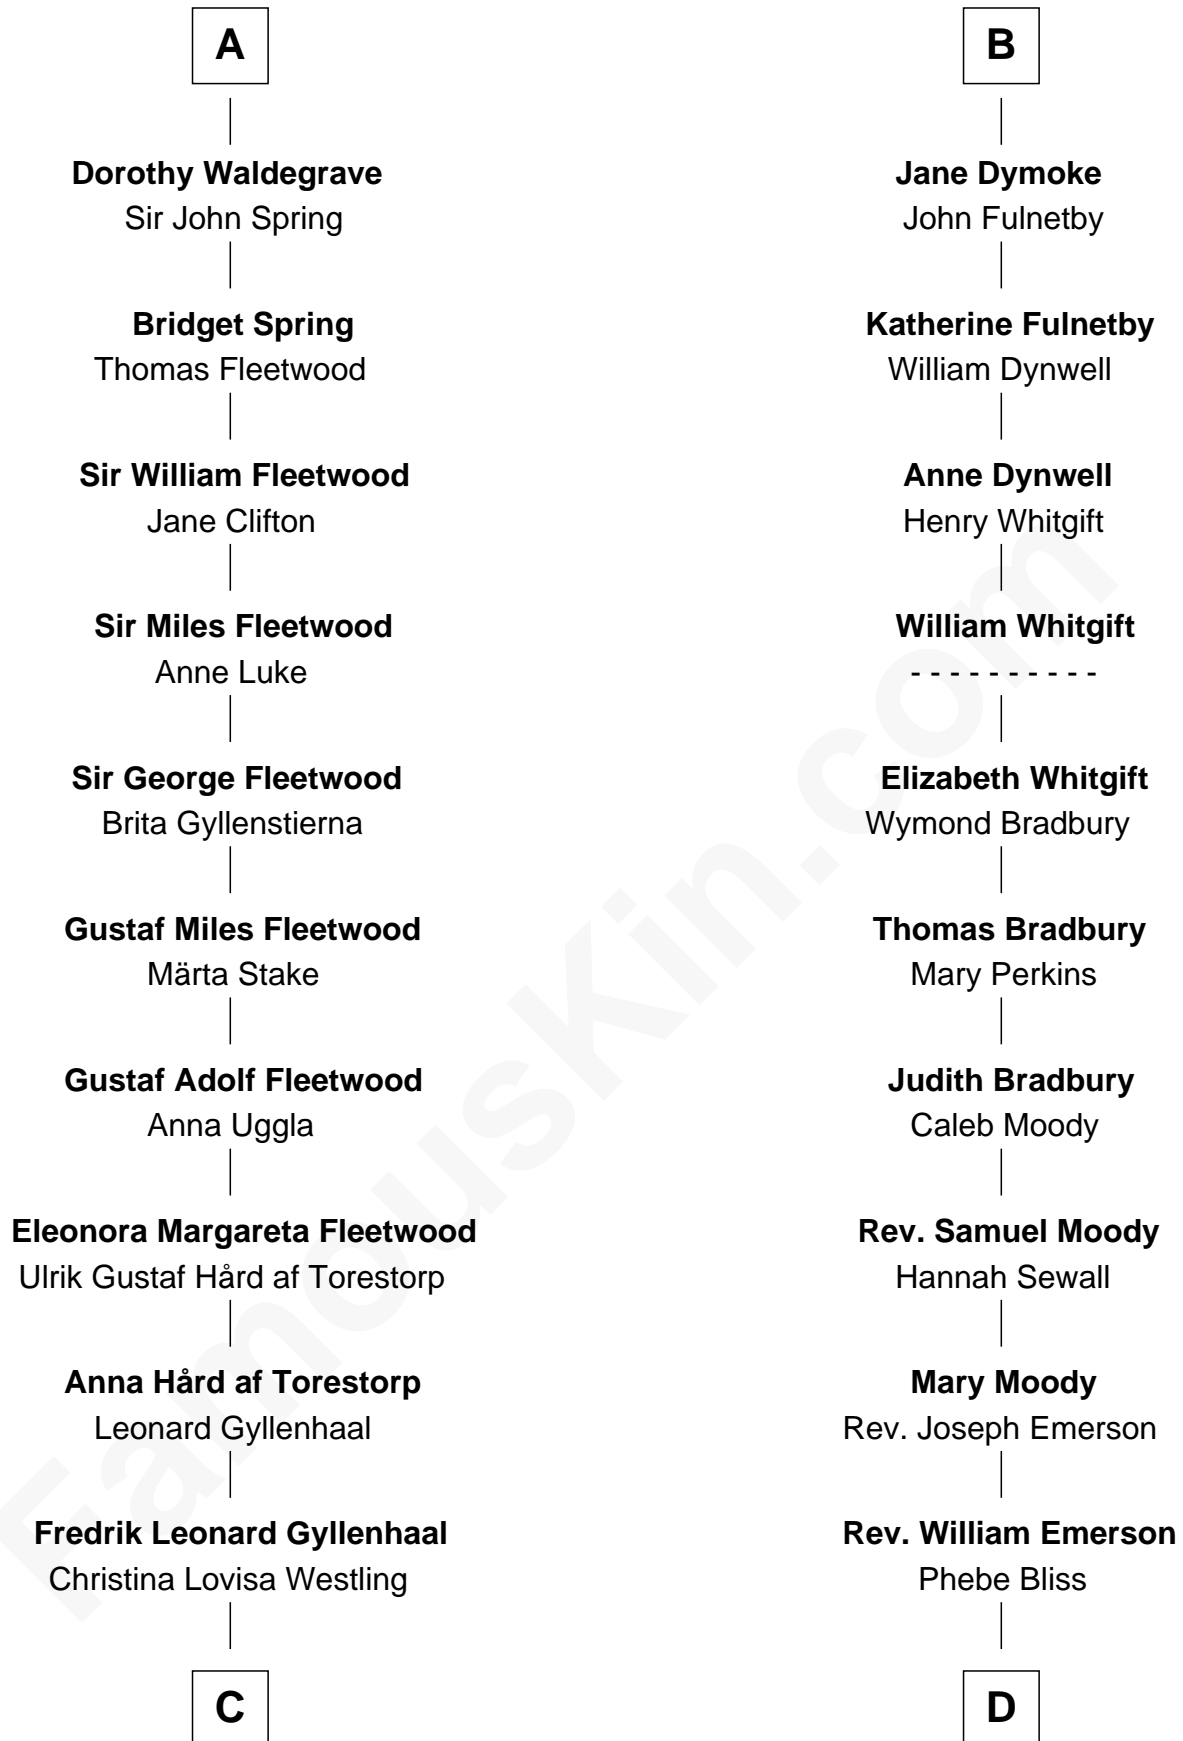 A
Dorothy Waldegrave
Sir John Spring
Bridget Spring
Thomas Fleetwood
Sir William Fleetwood
Jane Clifton
Sir Miles Fleetwood
Anne Luke
Sir George Fleetwood
Brita Gyllenstierna
Gustaf Miles Fleetwood
Märta Stake
Gustaf Adolf Fleetwood
Anna Uggla
Eleonora Margareta Fleetwood
Ulrik Gustaf Hård af Torestorp
Anna Hård af Torestorp
Leonard Gyllenhaal
Fredrik Leonard Gyllenhaal
Christina Lovisa Westling
C
B
Jane Dymoke
John Fulnetby
Katherine Fulnetby
William Dynwell
Anne Dynwell
Henry Whitgift
William Whitgift
- - - - - - - - - -
Elizabeth Whitgift
Wymond Bradbury
Thomas Bradbury
Mary Perkins
Judith Bradbury
Caleb Moody
Rev. Samuel Moody
Hannah Sewall
Mary Moody
Rev. Joseph Emerson
Rev. William Emerson
Phebe Bliss
D
FamousKin.com